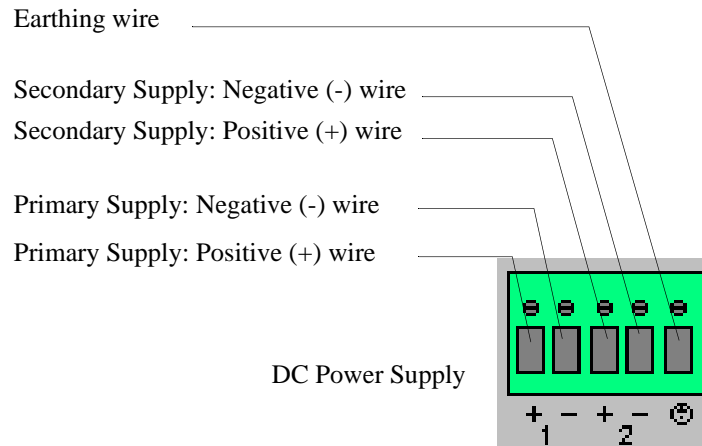 Earthing wire
Secondary Supply: Negative (-) wire
Secondary Supply: Positive (+) wire
Primary Supply: Negative (-) wire
Primary Supply: Positive (+) wire
DC Power Supply
+ − + −
1 2